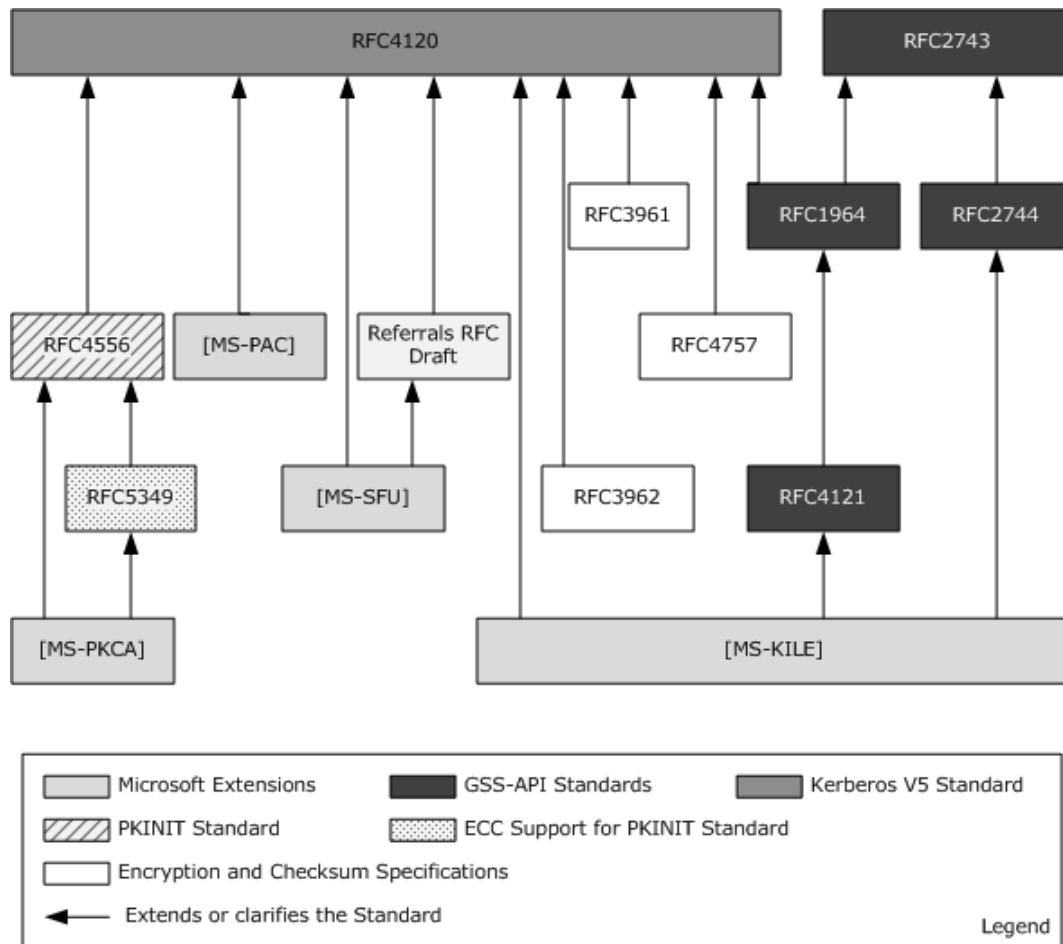 RFC4120
RFC2743
RFC3961
RFC1964
RFC2744
RFC4556
[MS-PAC]
Referrals RFC
Draft
RFC4757
RFC5349
[MS-SFU]
RFC3962
RFC4121
[MS-PKCA]
[MS-KILE]
Microsoft Extensions
GSS-API Standards
Kerberos V5 Standard
PKINIT Standard
ECC Support for PKINIT Standard
Encryption and Checksum Specifications
Extends or clarifies the Standard
Legend